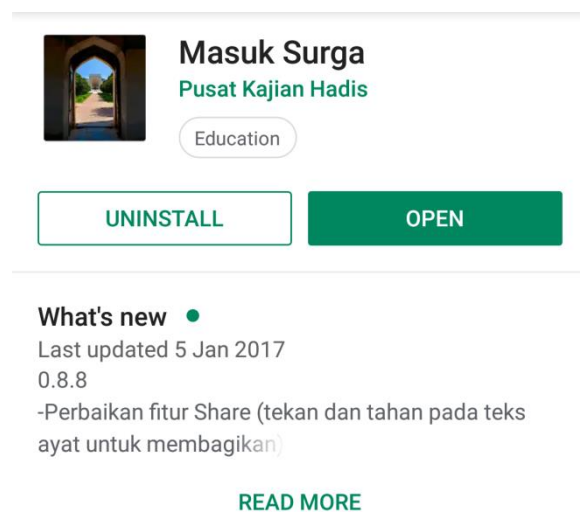 Masuk Surga
Pusat Kajian Hadis
Education
UNINSTALL
OPEN
What's new
Last updated 5 Jan 2017
0.8.8
-Perbaikan fitur Share (tekan dan tahan pada teks
ayat untuk membagikan)
READ MORE